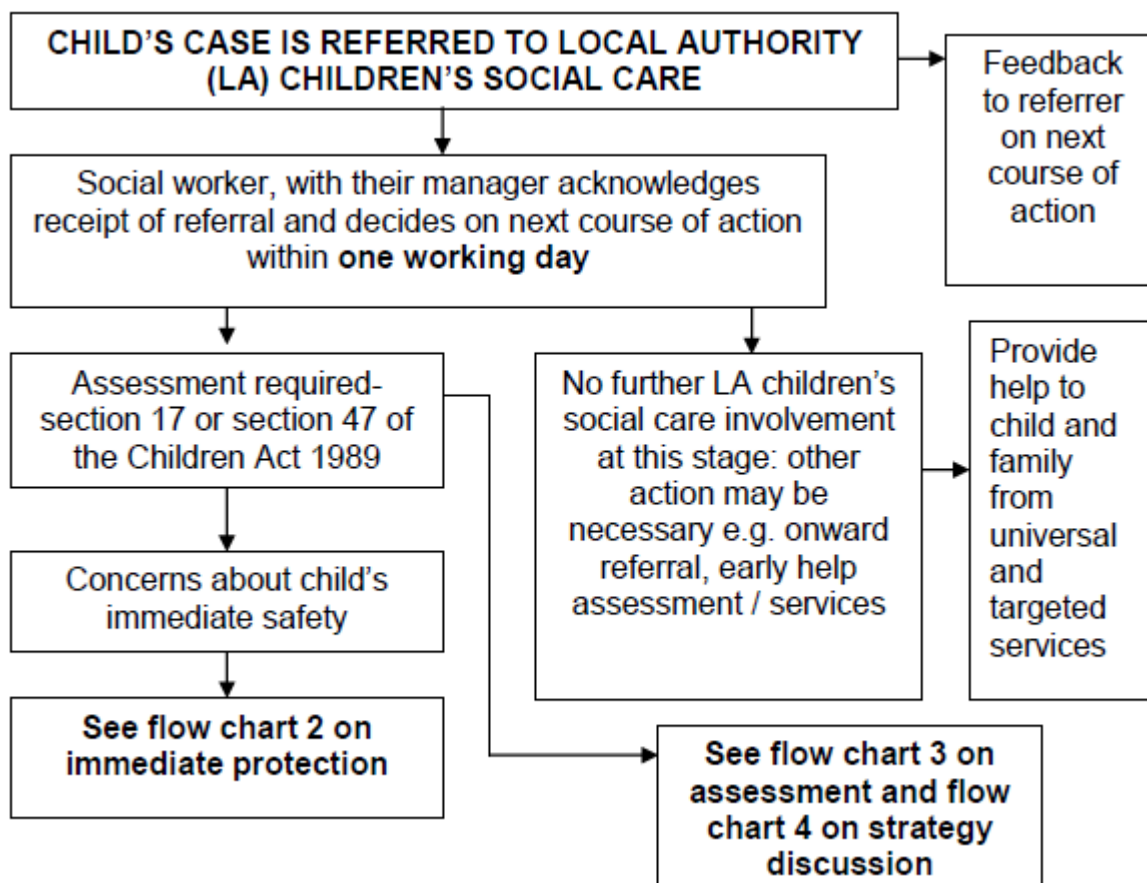 CHILD'S CASE IS REFERRED TO LOCAL AUTHORITY
(LA) CHILDREN'S SOCIAL CARE
Feedback
to referrer
on next
course of
action
Social worker, with their manager acknowledges
receipt of referral and decides on next course of action
within one working day
Assessment required-
section 17 or section 47 of
the Children Act 1989
No further LA children's
social care involvement
at this stage: other
action may be
necessary e.g. onward
referral, early help
assessment / services
Provide
help to
child and
family
from
universal
and
targeted
services
Concerns about child's
immediate safety
See flow chart 2 on
immediate protection
See flow chart 3 on
assessment and flow
chart 4 on strategy
discussion